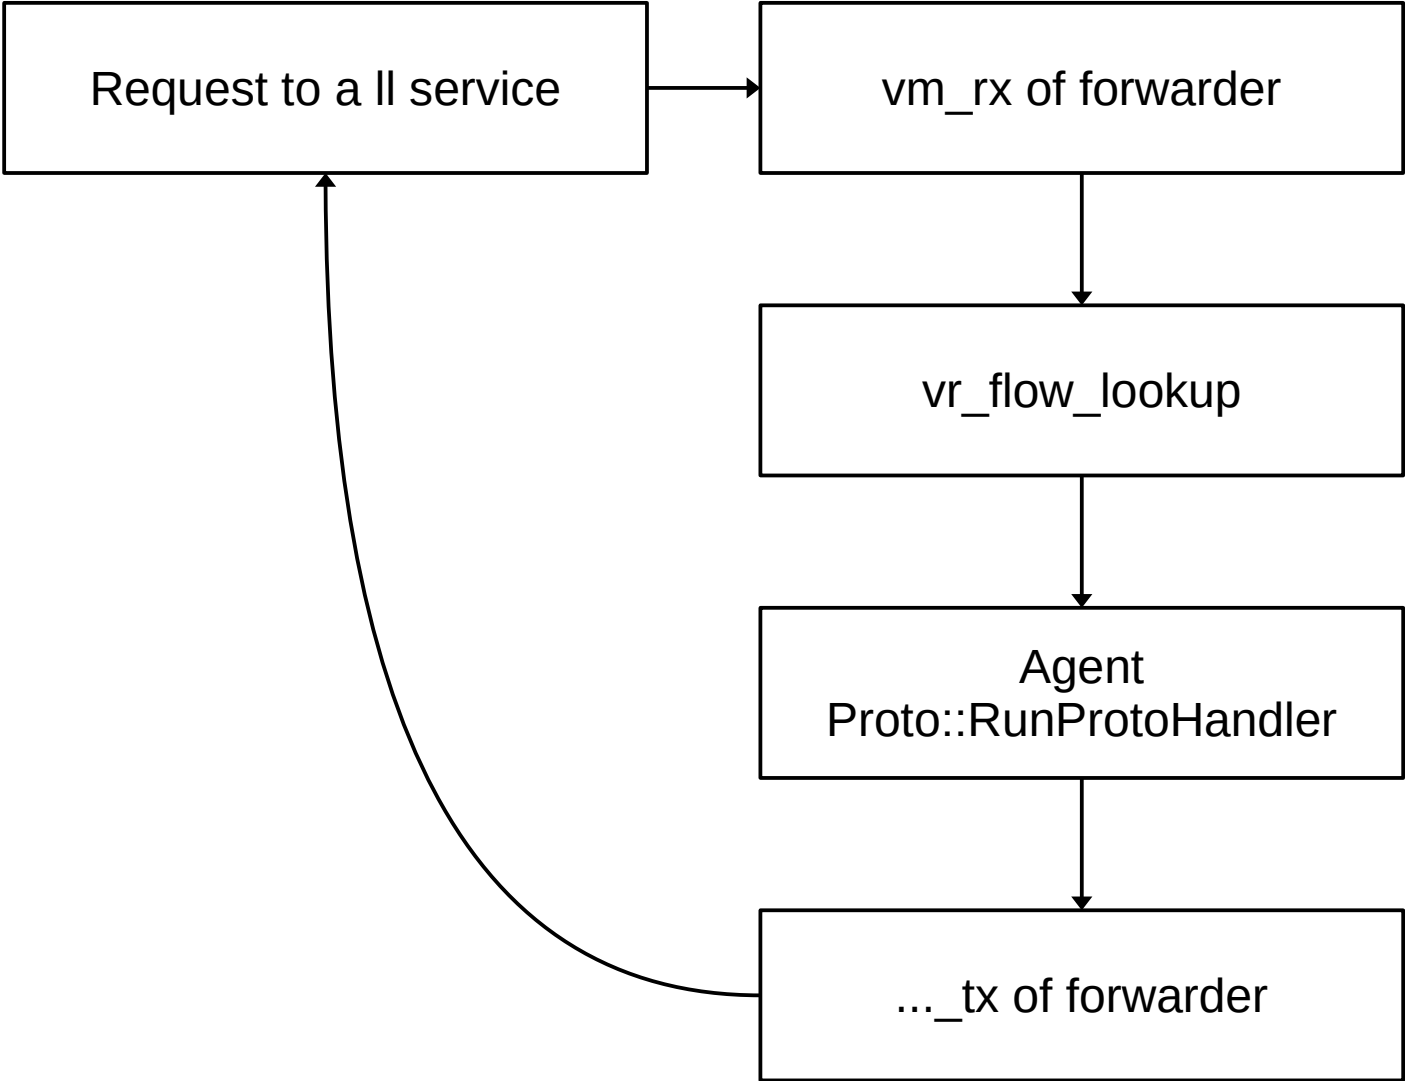 Request to a ll service
vm_rx of forwarder
vr_flow_lookup
Agent
Proto::RunProtoHandler
..._tx of forwarder